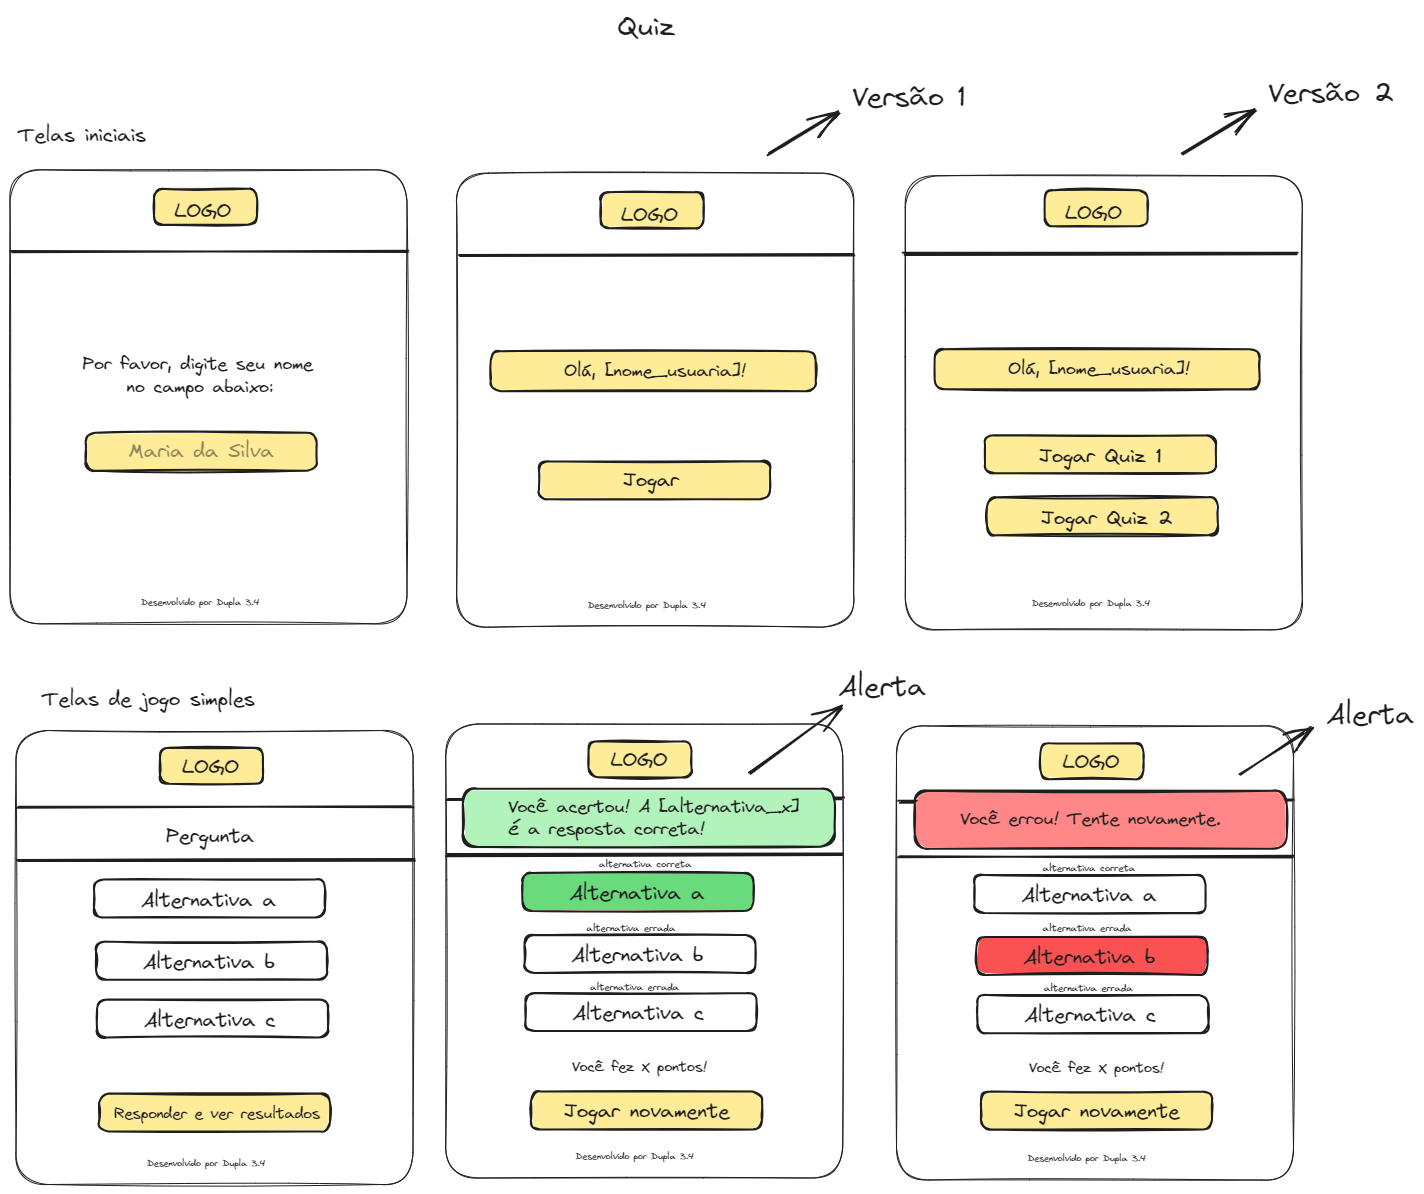 Quiz
Versão 1
Versão 2
Telas iniciais
LOGO
Por favor, digite seu nome
no campo abaixo:
Maria da Silva
Desenvolvido por Dupla 3.4
LOGO
Olá, [nome_usuaria]!
Jogar
Desenvolvido por Dupla 3.4
LOGO
Olá, [nome_usuaria]!
Jogar Quiz 1
Jogar Quiz 2
Desenvolvido por Dupla 3.4
Telas de jogo simples
Alerta
Alerta
LOGO
Pergunta
Alternativa a
Alternativa b
Alternativa c
Responder e ver resultados
Desenvolvido por Dupla 3.4
LOGO
Você acertou! A [alternativa_x]
é a resposta correta!
alternativa correta
Alternativa a
alternativa errada
Alternativa b
alternativa errada
Alternativa c
Você fez x pontos!
Jogar novamente
Desenvolvido por Dupla 3.4
LOGO
Você errou! Tente novamente.
alternativa correta
Alternativa a
alternativa errada
Alternativa b
alternativa errada
Alternativa c
Você fez x pontos!
Jogar novamente
Desenvolvido por Dupla 3.4